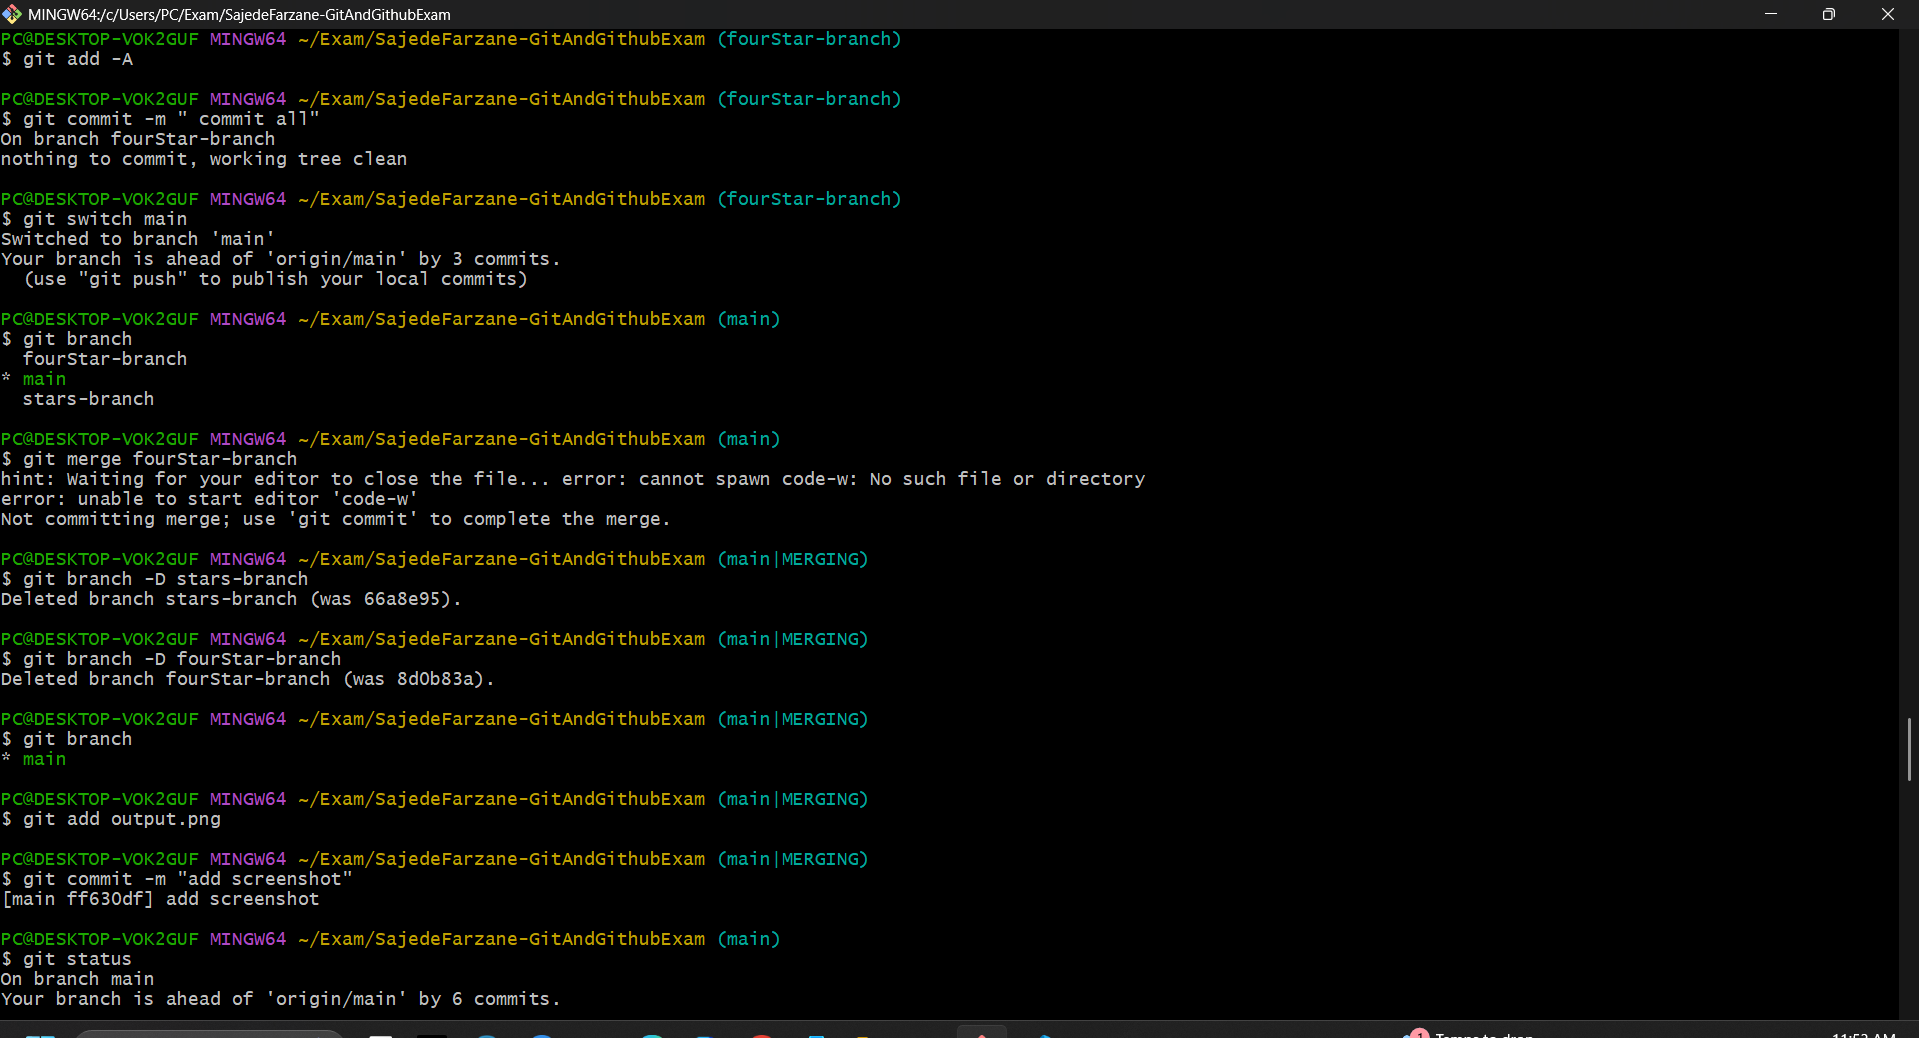 MINGW64:/c/Users/PC/Exam/SajedeFarzane-GitAndGithubExam
PC@DESKTOP-VOK2GUF MINGW64 ~/Exam/SajedeFarzane-GitAndGithubExam (fourStar-branch)
$ git add -A
PC@DESKTOP-VOK2GUF MINGW64 ~/Exam/SajedeFarzane-GitAndGithubExam (fourStar-branch)
$ git commit -m " commit all"
On branch fourStar-branch
nothing to commit, working tree clean
PC@DESKTOP-VOK2GUF MINGW64 ~/Exam/SajedeFarzane-GitAndGithubExam (fourStar-branch)
$ git switch main
Switched to branch 'main'
Your branch is ahead of 'origin/main' by 3 commits.
  (use "git push" to publish your local commits)
PC@DESKTOP-VOK2GUF MINGW64 ~/Exam/SajedeFarzane-GitAndGithubExam (main)
$ git branch
  fourStar-branch
* main
  stars-branch
PC@DESKTOP-VOK2GUF MINGW64 ~/Exam/SajedeFarzane-GitAndGithubExam (main)
$ git merge fourStar-branch
hint: Waiting for your editor to close the file... error: cannot spawn code-w: No such file or directory
error: unable to start editor 'code-w'
Not committing merge; use 'git commit' to complete the merge.
PC@DESKTOP-VOK2GUF MINGW64 ~/Exam/SajedeFarzane-GitAndGithubExam (main|MERGING)
$ git branch -D stars-branch
Deleted branch stars-branch (was 66a8e95).
PC@DESKTOP-VOK2GUF MINGW64 ~/Exam/SajedeFarzane-GitAndGithubExam (main|MERGING)
$ git branch -D fourStar-branch
Deleted branch fourStar-branch (was 8d0b83a).
PC@DESKTOP-VOK2GUF MINGW64 ~/Exam/SajedeFarzane-GitAndGithubExam (main|MERGING)
$ git branch
* main
PC@DESKTOP-VOK2GUF MINGW64 ~/Exam/SajedeFarzane-GitAndGithubExam (main|MERGING)
$ git add output.png
PC@DESKTOP-VOK2GUF MINGW64 ~/Exam/SajedeFarzane-GitAndGithubExam (main|MERGING)
$ git commit -m "add screenshot"
[main ff630df] add screenshot
PC@DESKTOP-VOK2GUF MINGW64 ~/Exam/SajedeFarzane-GitAndGithubExam (main)
$ git status
On branch main
Your branch is ahead of 'origin/main' by 6 commits.